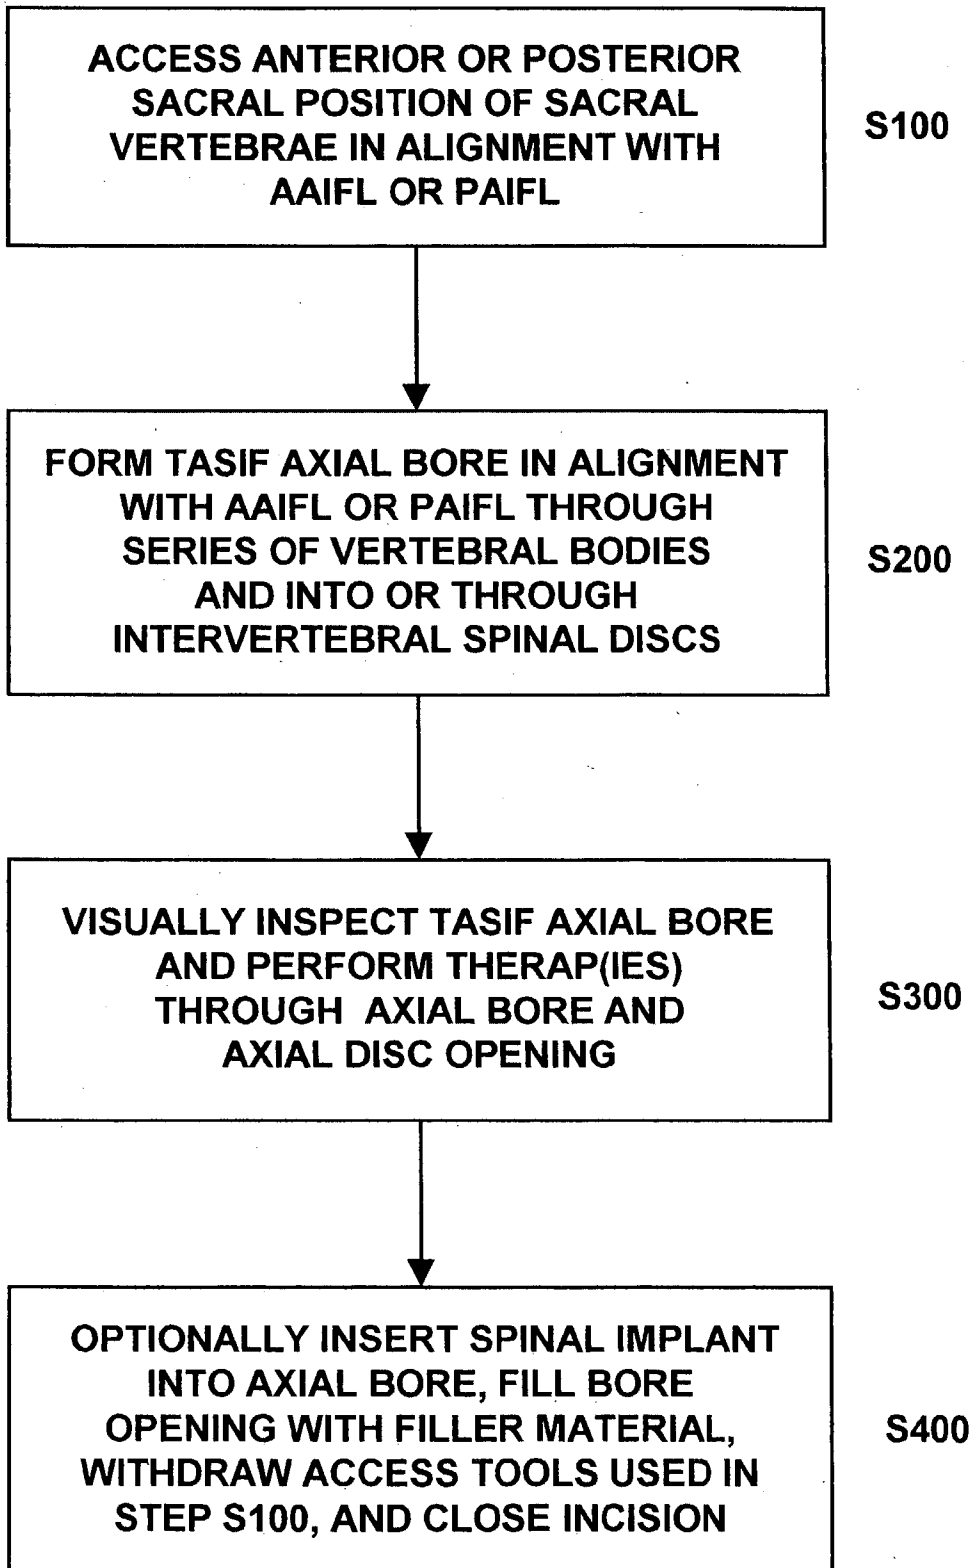 ACCESS ANTERIOR OR POSTERIOR
SACRAL POSITION OF SACRAL
VERTEBRAE IN ALIGNMENT WITH
AAIFL OR PAIFL
S100
FORM TASIF AXIAL BORE IN ALIGNMENT
WITH AAIFL OR PAIFL THROUGH
SERIES OF VERTEBRAL BODIES
AND INTO OR THROUGH
INTERVERTEBRAL SPINAL DISCS
S200
VISUALLY INSPECT TASIF AXIAL BORE
AND PERFORM THERAP(IES)
THROUGH AXIAL BORE AND
AXIAL DISC OPENING
S300
OPTIONALLY INSERT SPINAL IMPLANT
INTO AXIAL BORE, FILL BORE
OPENING WITH FILLER MATERIAL,
WITHDRAW ACCESS TOOLS USED IN
STEP S100, AND CLOSE INCISION
S400